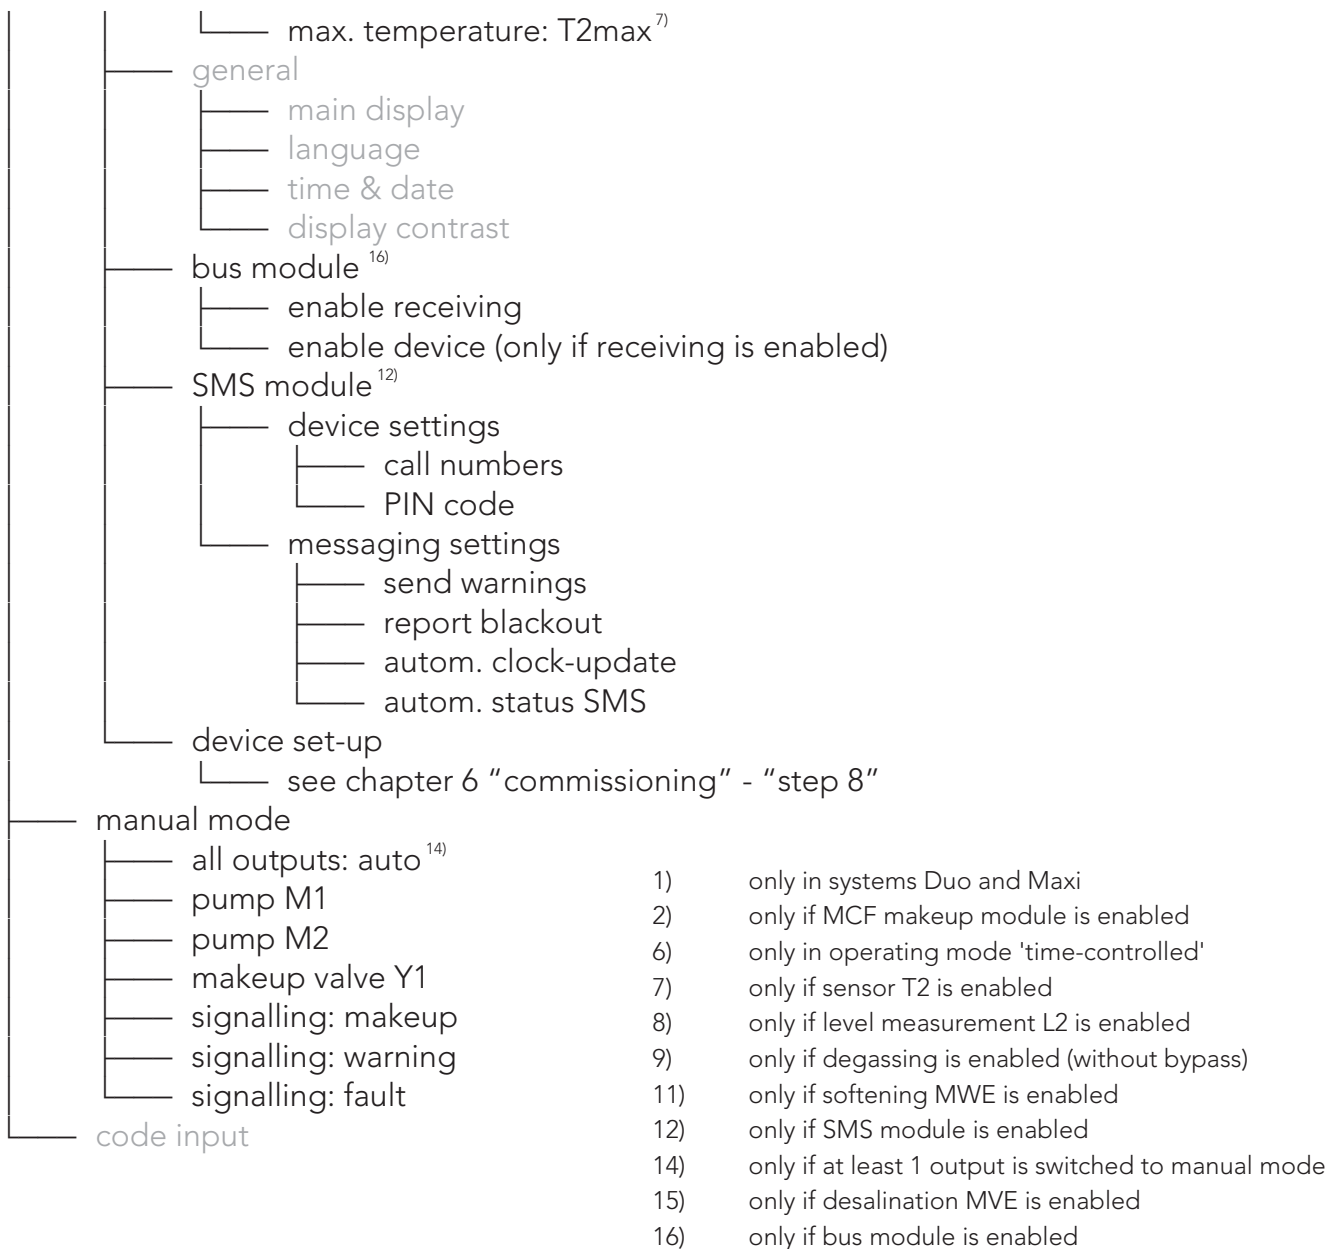 max. temperature: T2max 7)
general
main display
language
time & date
display contrast
bus module 16)
enable receiving
enable device (only if receiving is enabled)
SMS module 12)
device settings
call numbers
PIN code
messaging settings
send warnings
report blackout
autom. clock-update
autom. status SMS
device set-up
see chapter 6 “commissioning” - “step 8”
manual mode
all outputs: auto 14)
pump M1
pump M2
makeup valve Y1
signalling: makeup
signalling: warning
signalling: fault
code input
1) only in systems Duo and Maxi
2) only if MCF makeup module is enabled
6) only in operating mode 'time-controlled'
7) only if sensor T2 is enabled
8) only if level measurement L2 is enabled
9) only if degassing is enabled (without bypass)
11) only if softening MWE is enabled
12) only if SMS module is enabled
14) only if at least 1 output is switched to manual mode
15) only if desalination MVE is enabled
16) only if bus module is enabled